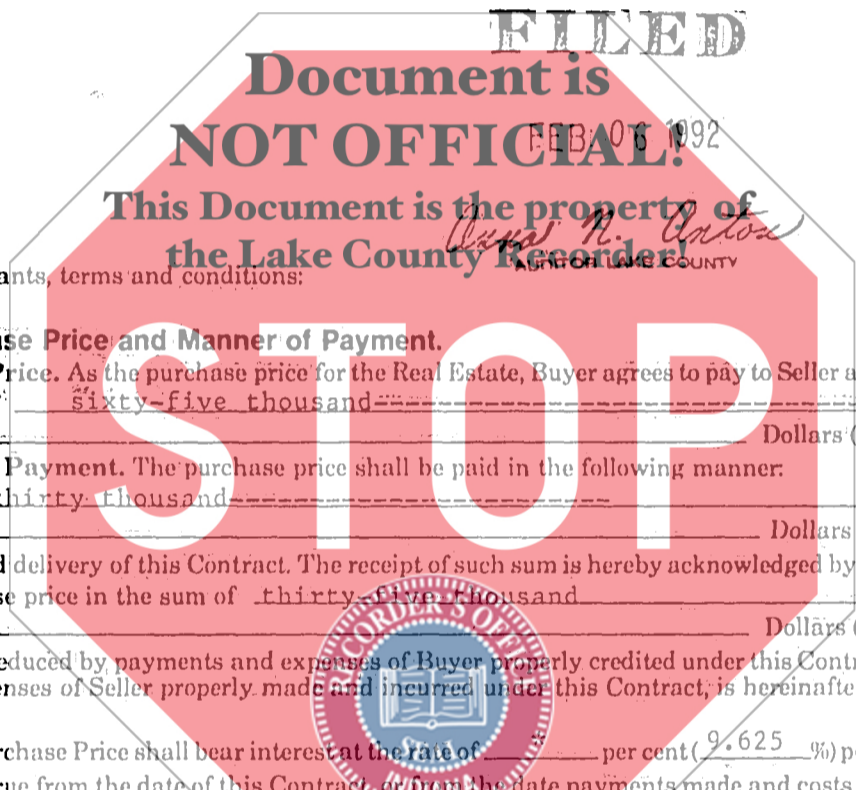 FILED
Document is
NOT OFFICIAL!
FEB 06 1992
This Document is the property of
the Lake County Recorder!
Anna N. Anton
AUDITOR LAKE COUNTY
ants, terms and conditions:
se Price and Manner of Payment.
Price. As the purchase price for the Real Estate, Buyer agrees to pay to Seller a
sixty-five thousand
Dollars (
Payment. The purchase price shall be paid in the following manner:
thirty thousand
Dollars
d delivery of this Contract. The receipt of such sum is hereby acknowledged by
se price in the sum of thirty-five thousand
Dollars (
educed by payments and expenses of Buyer properly credited under this Contr
enses of Seller properly made and incurred under this Contract, is hereinafte
rchase Price shall bear interest at the rate of * per cent (9.625 %) p
rue from the date of this Contract, or from the date payments made and costs
STOP
RECORDER'S OFFICE
SEAL